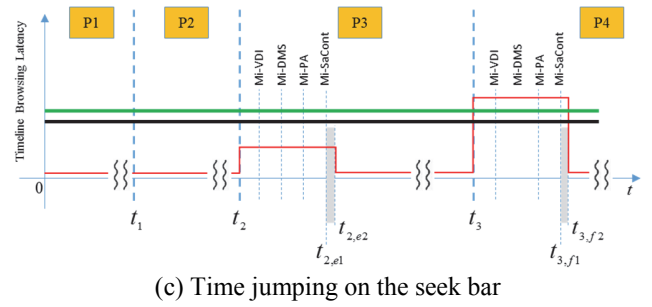 P1 P2 P3 P4
Timeline Browsing Latency
Mi-VDI Mi-DMS Mi-PA Mi-SaCont Mi-VDI Mi-DMS Mi-PA Mi-SaCont
0 t
t1 t2 t2,e1 t2,e2 t3 t3,f1 t3,f2
(c) Time jumping on the seek bar